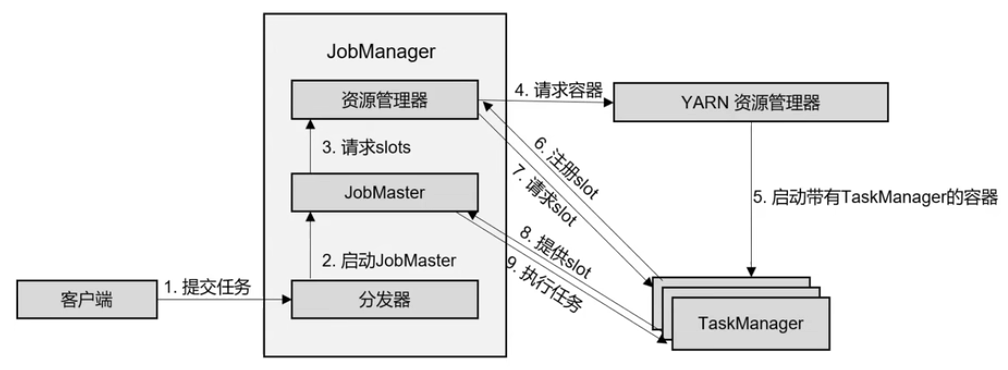 JobManager
资源管理器
4. 请求容器
YARN 资源管理器
3. 请求slots
6. 注册slot
7. 请求slot
JobMaster
5. 启动带有TaskManager的容器
8. 提供slot
9. 执行任务
2. 启动JobMaster
1. 提交任务
客户端
分发器
TaskManager